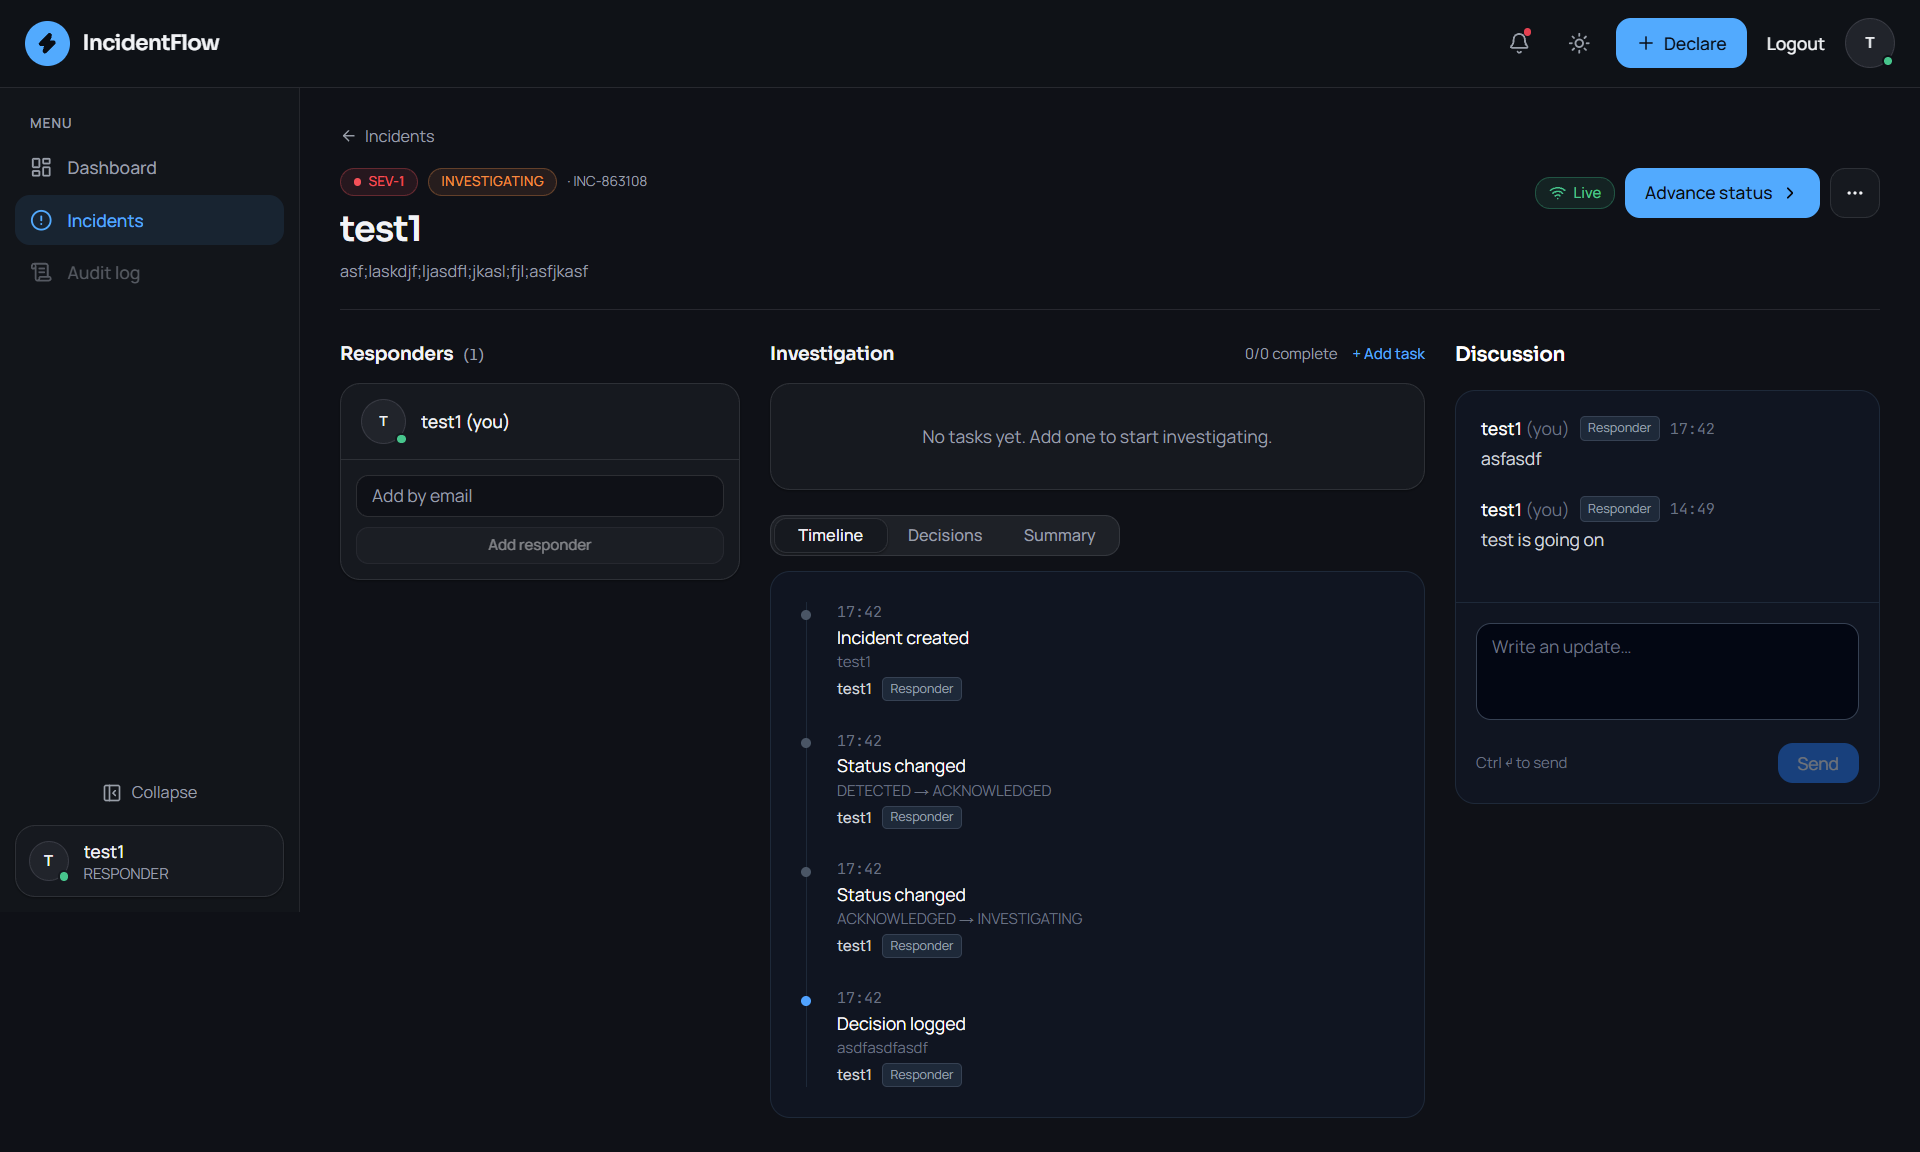 IncidentFlow
Declare
Logout
T
MENU
Dashboard
Incidents
Audit log
Collapse
T
test1
RESPONDER
← Incidents
SEV-1
INVESTIGATING
· INC-863108
test1
asf;laskdjf;ljasdfl;jkasl;fjl;asfjkasf
Live
Advance status
Responders (1)
T
test1 (you)
Add by email
Add responder
Investigation
0/0 complete
+ Add task
No tasks yet. Add one to start investigating.
Timeline
Decisions
Summary
17:42
Incident created
test1
test1 Responder
17:42
Status changed
DETECTED → ACKNOWLEDGED
test1 Responder
17:42
Status changed
ACKNOWLEDGED → INVESTIGATING
test1 Responder
17:42
Decision logged
asdfasdfasdf
test1 Responder
Discussion
test1 (you) Responder 17:42
asfasdf
test1 (you) Responder 14:49
test is going on
Write an update…
Ctrl ⏎ to send
Send